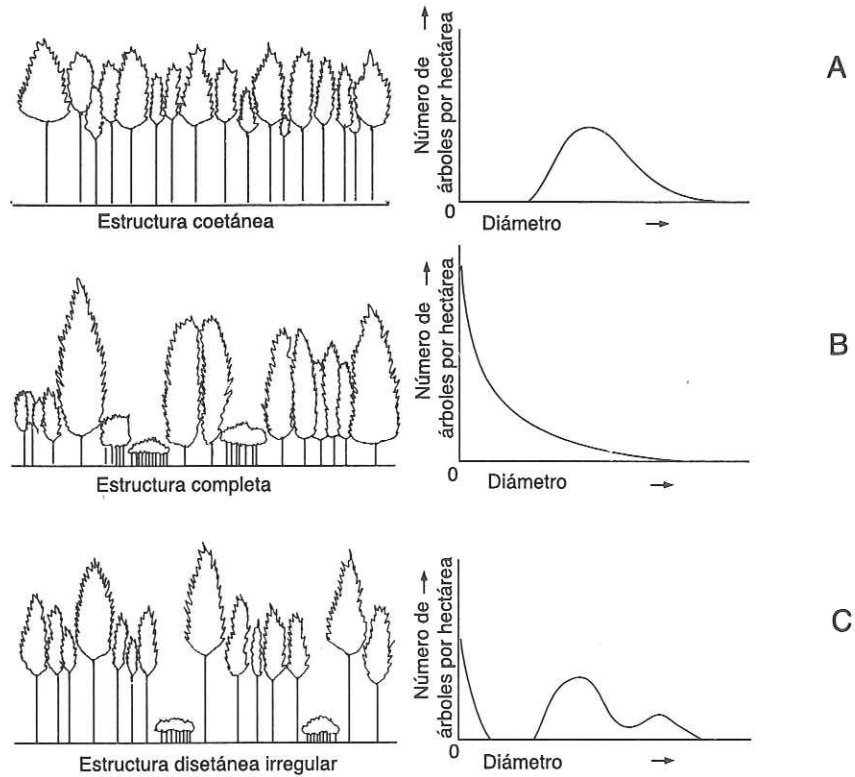 Número de →
árboles por hectárea
A
0
Diámetro →
Estructura coetánea
Número de →
árboles por hectárea
B
0
Diámetro →
Estructura completa
Número de →
árboles por hectárea
C
0
Diámetro →
Estructura disetánea irregular